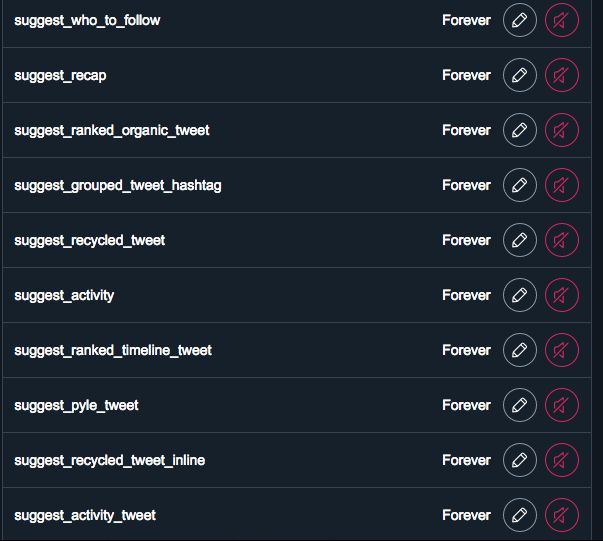 suggest_who_to_follow Forever
suggest_recap Forever
suggest_ranked_organic_tweet Forever
suggest_grouped_tweet_hashtag Forever
suggest_recycled_tweet Forever
suggest_activity Forever
suggest_ranked_timeline_tweet Forever
suggest_pyle_tweet Forever
suggest_recycled_tweet_inline Forever
suggest_activity_tweet Forever